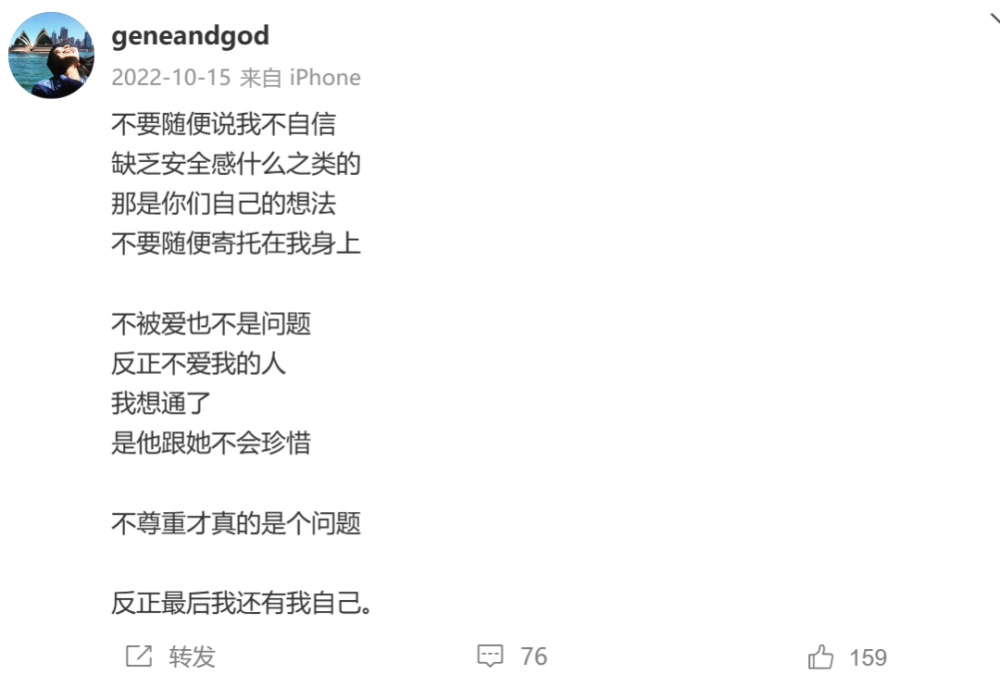 geneandgod
2022-10-15 来自 iPhone
不要随便说我不自信
缺乏安全感什么之类的
那是你们自己的想法
不要随便寄托在我身上
不被爱也不是问题
反正不爱我的人
我想通了
是他跟她不会珍惜
不尊重才真的是个问题
反正最后我还有我自己。
转发 76 159